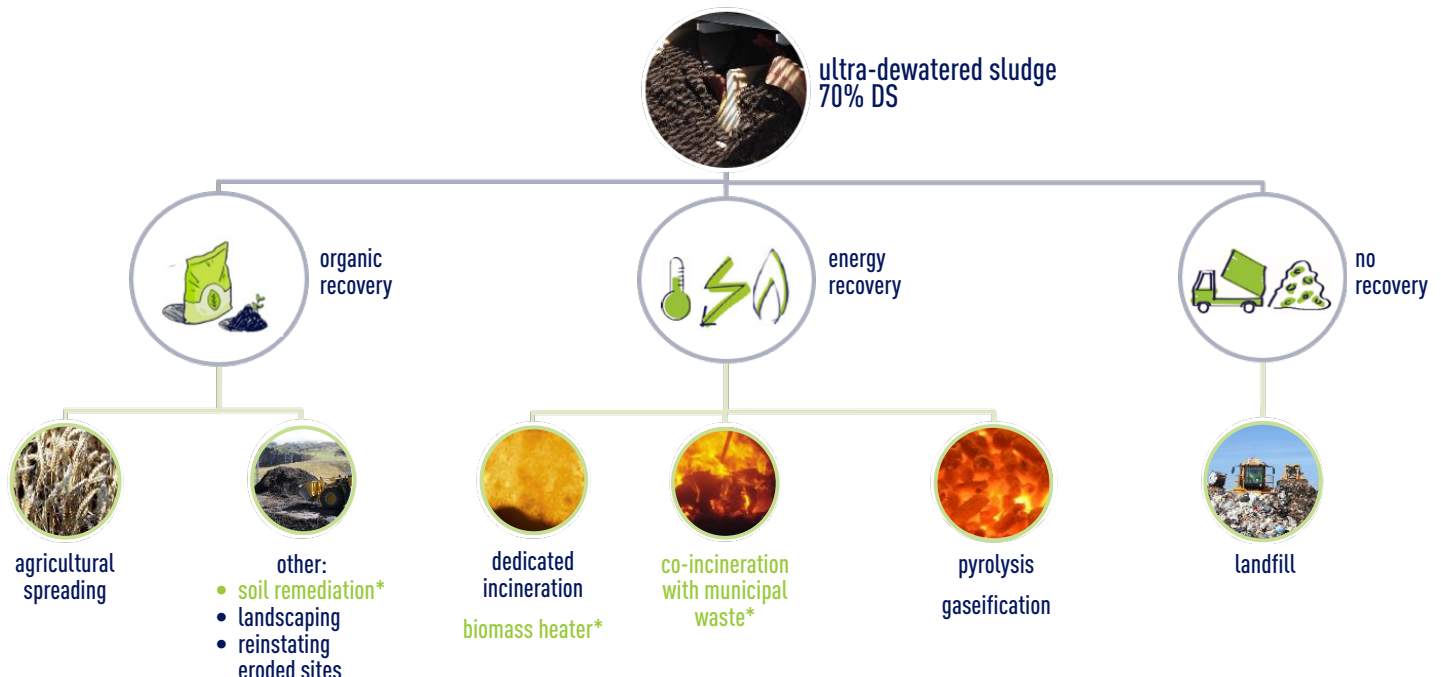 ultra-dewatered sludge
70% DS
organic
recovery
energy
recovery
no
recovery
agricultural
spreading
other:
• soil remediation*
• landscaping
• reinstating
eroded sites
dedicated
incineration
biomass heater*
co-incineration
with municipal
waste*
pyrolysis
gaseification
landfill